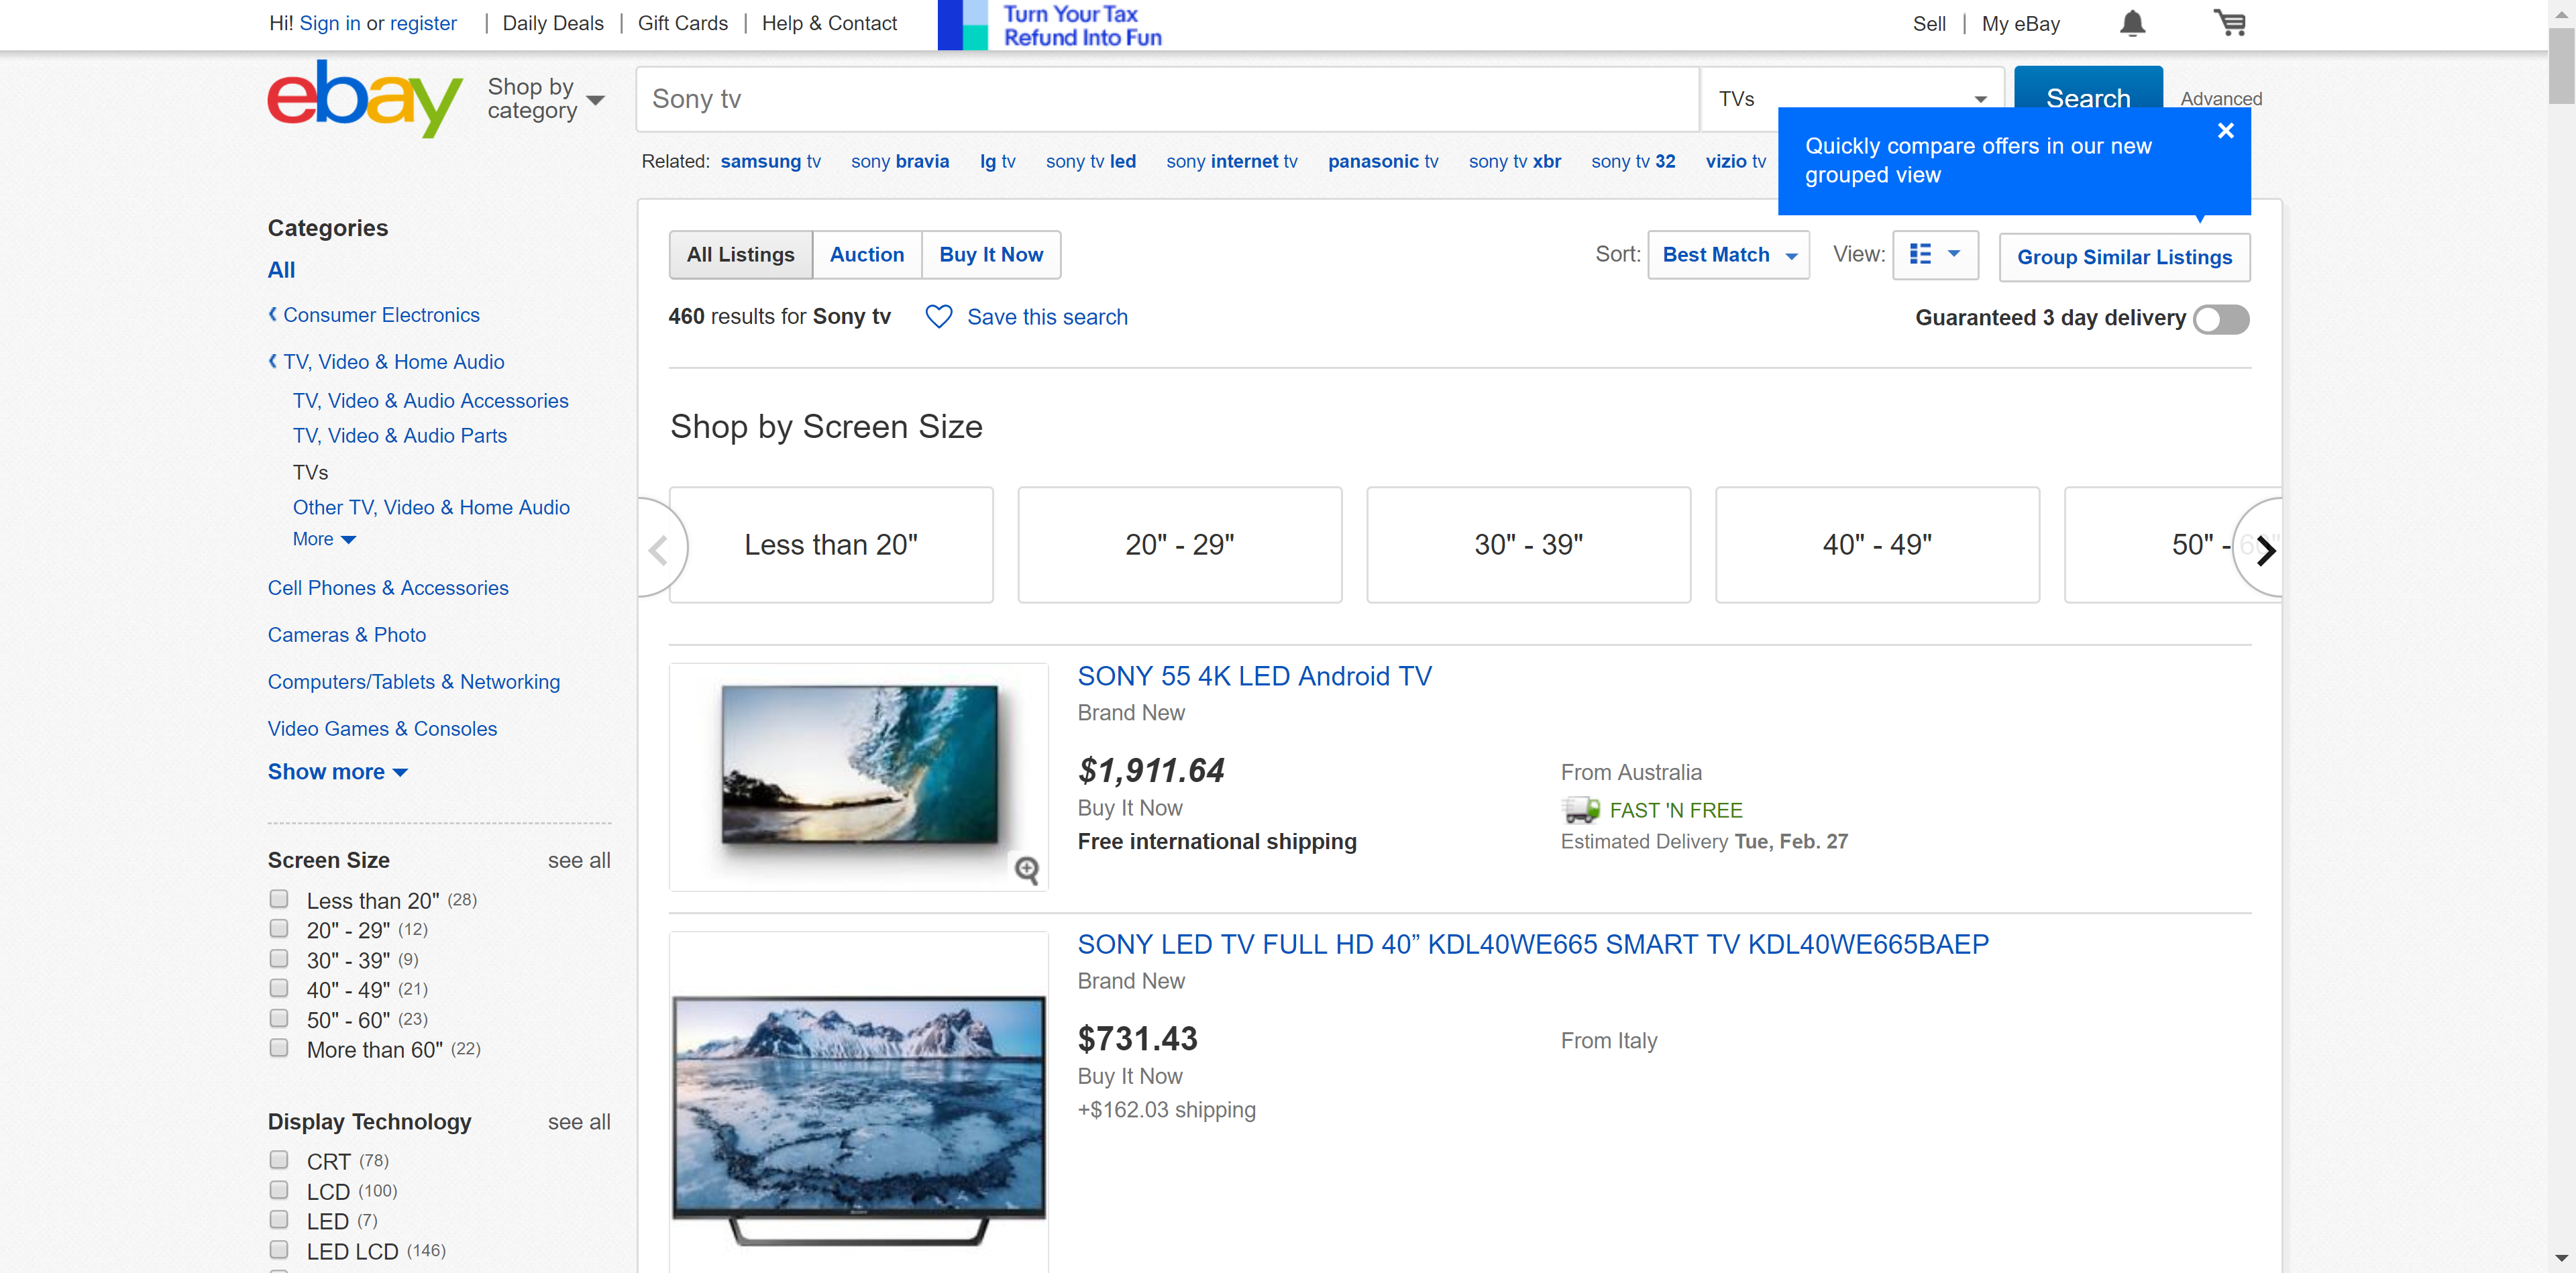 Hi! Sign in or register | Daily Deals | Gift Cards | Help & Contact
Turn Your Tax
Refund Into Fun
Sell | My eBay
ebay
Shop by
category
Sony tv
TVs
Search
Advanced
Related: samsung tv sony bravia lg tv sony tv led sony internet tv panasonic tv sony tv xbr sony tv 32 vizio tv
Quickly compare offers in our new
grouped view
Categories
All
Consumer Electronics
TV, Video & Home Audio
TV, Video & Audio Accessories
TV, Video & Audio Parts
TVs
Other TV, Video & Home Audio
More
Cell Phones & Accessories
Cameras & Photo
Computers/Tablets & Networking
Video Games & Consoles
Show more
Screen Size see all
Less than 20" (28)
20" - 29" (12)
30" - 39" (9)
40" - 49" (21)
50" - 60" (23)
More than 60" (22)
Display Technology see all
CRT (78)
LCD (100)
LED (7)
LED LCD (146)
All Listings Auction Buy It Now
Sort: Best Match View: Group Similar Listings
460 results for Sony tv Save this search
Guaranteed 3 day delivery
Shop by Screen Size
Less than 20" 20" - 29" 30" - 39" 40" - 49" 50" - 60"
SONY 55 4K LED Android TV
Brand New
$1,911.64
Buy It Now
Free international shipping
From Australia
FAST 'N FREE
Estimated Delivery Tue, Feb. 27
SONY LED TV FULL HD 40” KDL40WE665 SMART TV KDL40WE665BAEP
Brand New
$731.43
Buy It Now
+$162.03 shipping
From Italy